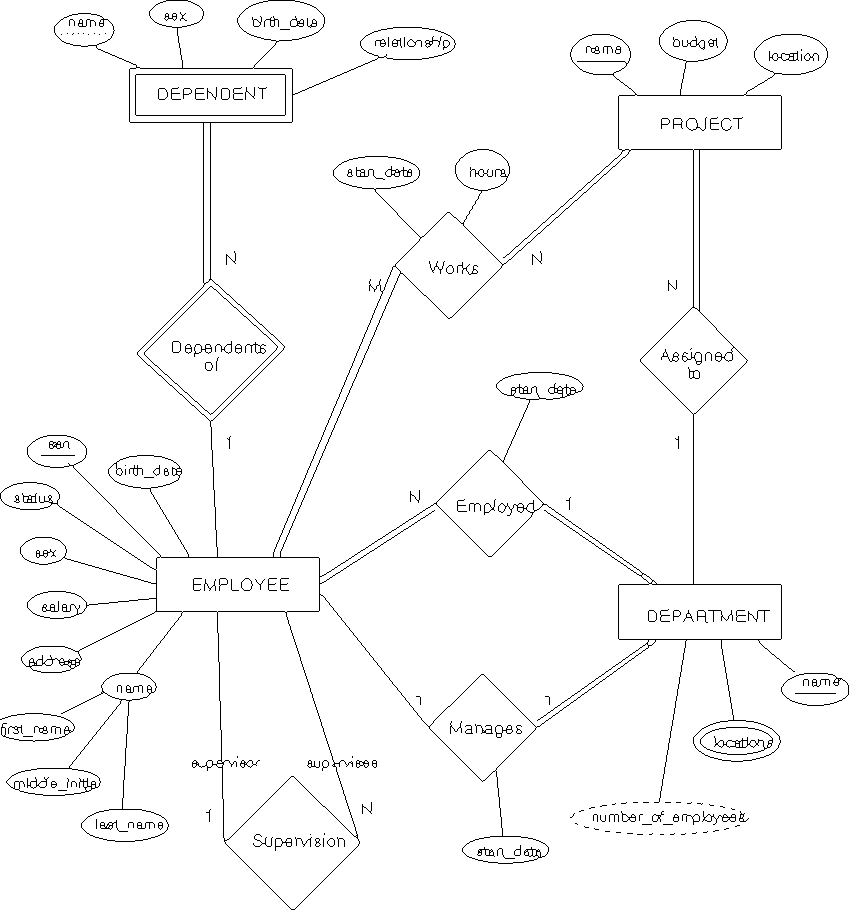 name
sex
birth_date
relationship
DEPENDENT
name
budget
location
PROJECT
start_date
hours
N
Works
N
M
N
Dependents
of
Assigned
to
start_date
1
1
ssn
birth_date
status
N
Employed
1
sex
EMPLOYEE
salary
DEPARTMENT
address
name
name
first_name
1
Manages
1
locations
supervisor
supervisee
middle_initia
last_name
1
N
number_of_employees
Supervision
start_date